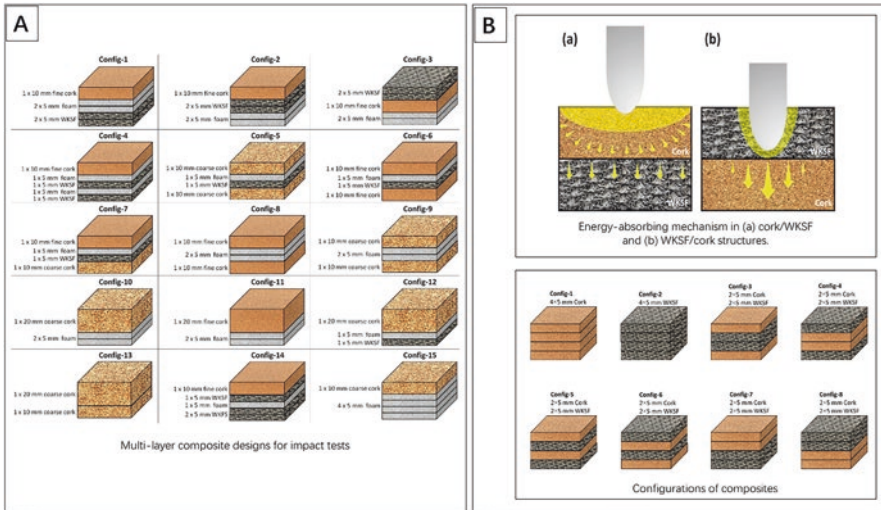 A
Config-1
1 x 10 mm fine cork
2 x 5 mm foam
2 x 5 mm WKSF
Config-2
1 x 10 mm fine cork
2 x 5 mm WKSF
2 x 5 mm foam
Config-3
2 x 5 mm WKSF
1 x 10 mm fine cork
2 x 5 mm foam
Config-4
1 x 10 mm fine cork
1 x 5 mm foam
1 x 5 mm WKSF
1 x 5 mm foam
1 x 5 mm WKSF
Config-5
1 x 10 mm coarse cork
1 x 5 mm foam
1 x 5 mm WKSF
1 x 10 mm coarse cork
Config-6
1 x 10 mm fine cork
1 x 5 mm foam
1 x 5 mm WKSF
1 x 10 mm fine cork
Config-7
1 x 10 mm fine cork
1 x 5 mm foam
1 x 5 mm WKSF
1 x 10 mm coarse cork
Config-8
1 x 10 mm fine cork
2 x 5 mm foam
1 x 10 mm fine cork
Config-9
1 x 10 mm coarse cork
2 x 5 mm foam
1 x 10 mm coarse cork
Config-10
1 x 20 mm coarse cork
2 x 5 mm foam
Config-11
1 x 20 mm fine cork
2 x 5 mm foam
Config-12
1 x 20 mm coarse cork
1 x 5 mm foam
1 x 5 mm WKSF
Config-13
1 x 20 mm coarse cork
1 x 10 mm coarse cork
Config-14
1 x 10 mm fine cork
1 x 5 mm WKSF
1 x 5 mm foam
2 x 5 mm WKFS
Config-15
1 x 10 mm coarse cork
4 x 5 mm foam
Multi-layer composite designs for impact tests
B
(a)
(b)
Cork
WKSF
WKSF
Cork
Energy-absorbing mechanism in (a) cork/WKSF
and (b) WKSF/cork structures.
Config-1
4×5 mm Cork
Config-2
4×5 mm WKSF
Config-3
2×5 mm Cork
2×5 mm WKSF
Config-4
2×5 mm Cork
2×5 mm WKSF
Config-5
2×5 mm Cork
2×5 mm WKSF
Config-6
2×5 mm Cork
2×5 mm WKSF
Config-7
2×5 mm Cork
2×5 mm WKSF
Config-8
2×5 mm Cork
2×5 mm WKSF
Configurations of composites